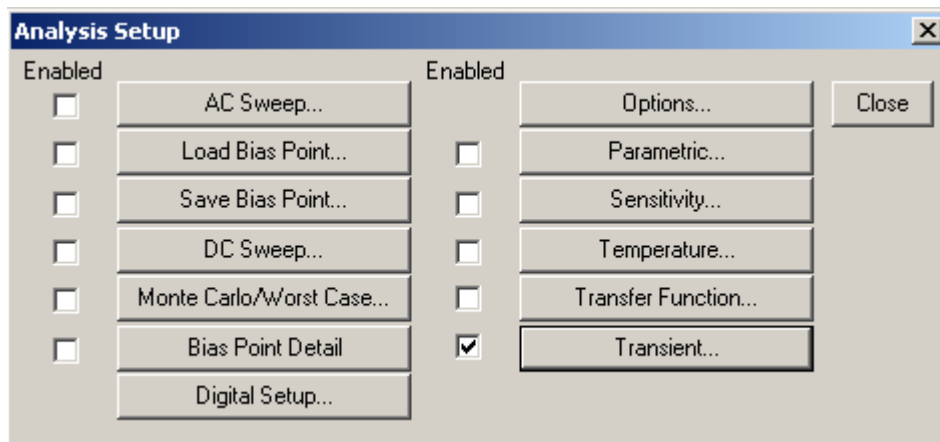 Analysis Setup
Enabled
Enabled
AC Sweep...
Options...
Close
Load Bias Point...
Parametric...
Save Bias Point...
Sensitivity...
DC Sweep...
Temperature...
Monte Carlo/Worst Case...
Transfer Function...
Bias Point Detail
Transient...
Digital Setup...